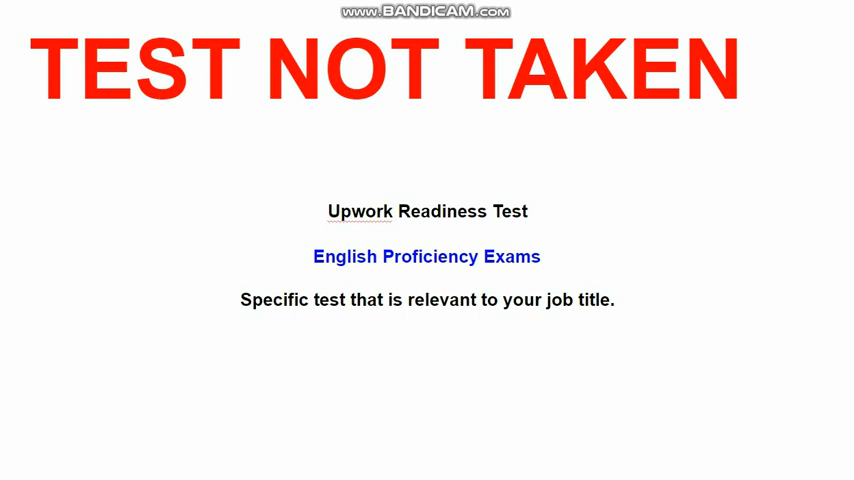 www.BANDICAM.com
TEST NOT TAKEN
Upwork Readiness Test
English Proficiency Exams
Specific test that is relevant to your job title.